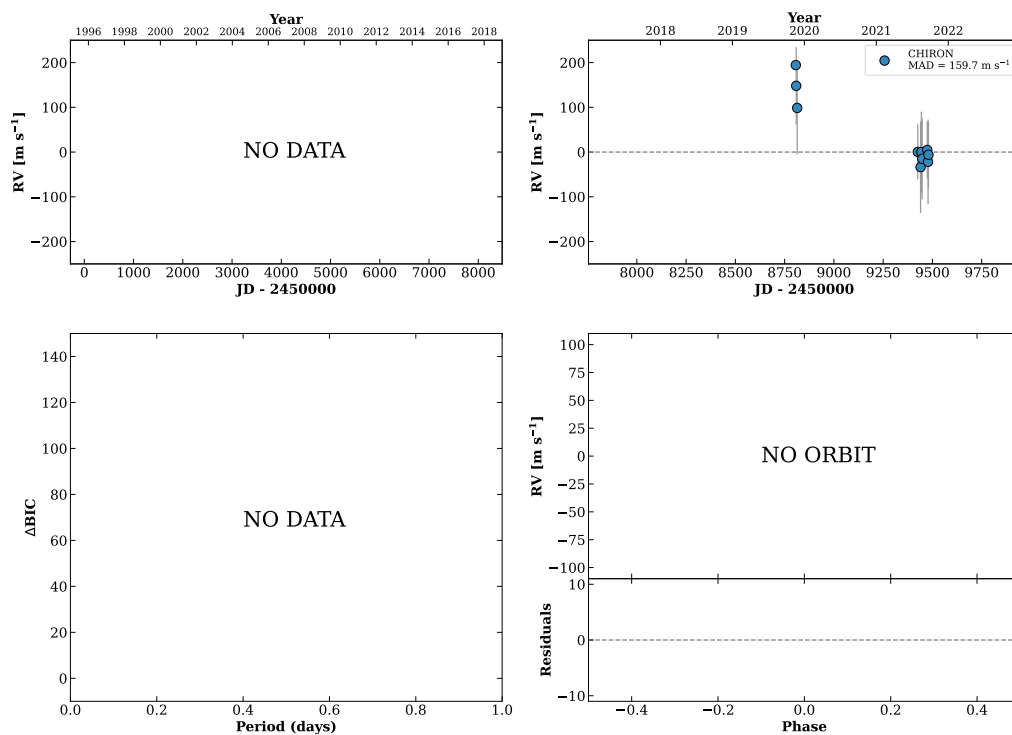 Year
1996 1998 2000 2002 2004 2006 2008 2010 2012 2014 2016 2018
200
100
0
−100
−200
RV [m s⁻¹]
NO DATA
0 1000 2000 3000 4000 5000 6000 7000 8000
JD - 2450000
Year
2018 2019 2020 2021 2022
200
100
0
−100
−200
RV [m s⁻¹]
CHIRON
MAD = 159.7 m s⁻¹
8000 8250 8500 8750 9000 9250 9500 9750
JD - 2450000
140
120
100
80
60
40
20
0
ΔBIC
NO DATA
0.0 0.2 0.4 0.6 0.8 1.0
Period (days)
100
75
50
25
0
−25
−50
−75
−100
RV [m s⁻¹]
NO ORBIT
10
0
−10
Residuals
−0.4 −0.2 0.0 0.2 0.4
Phase